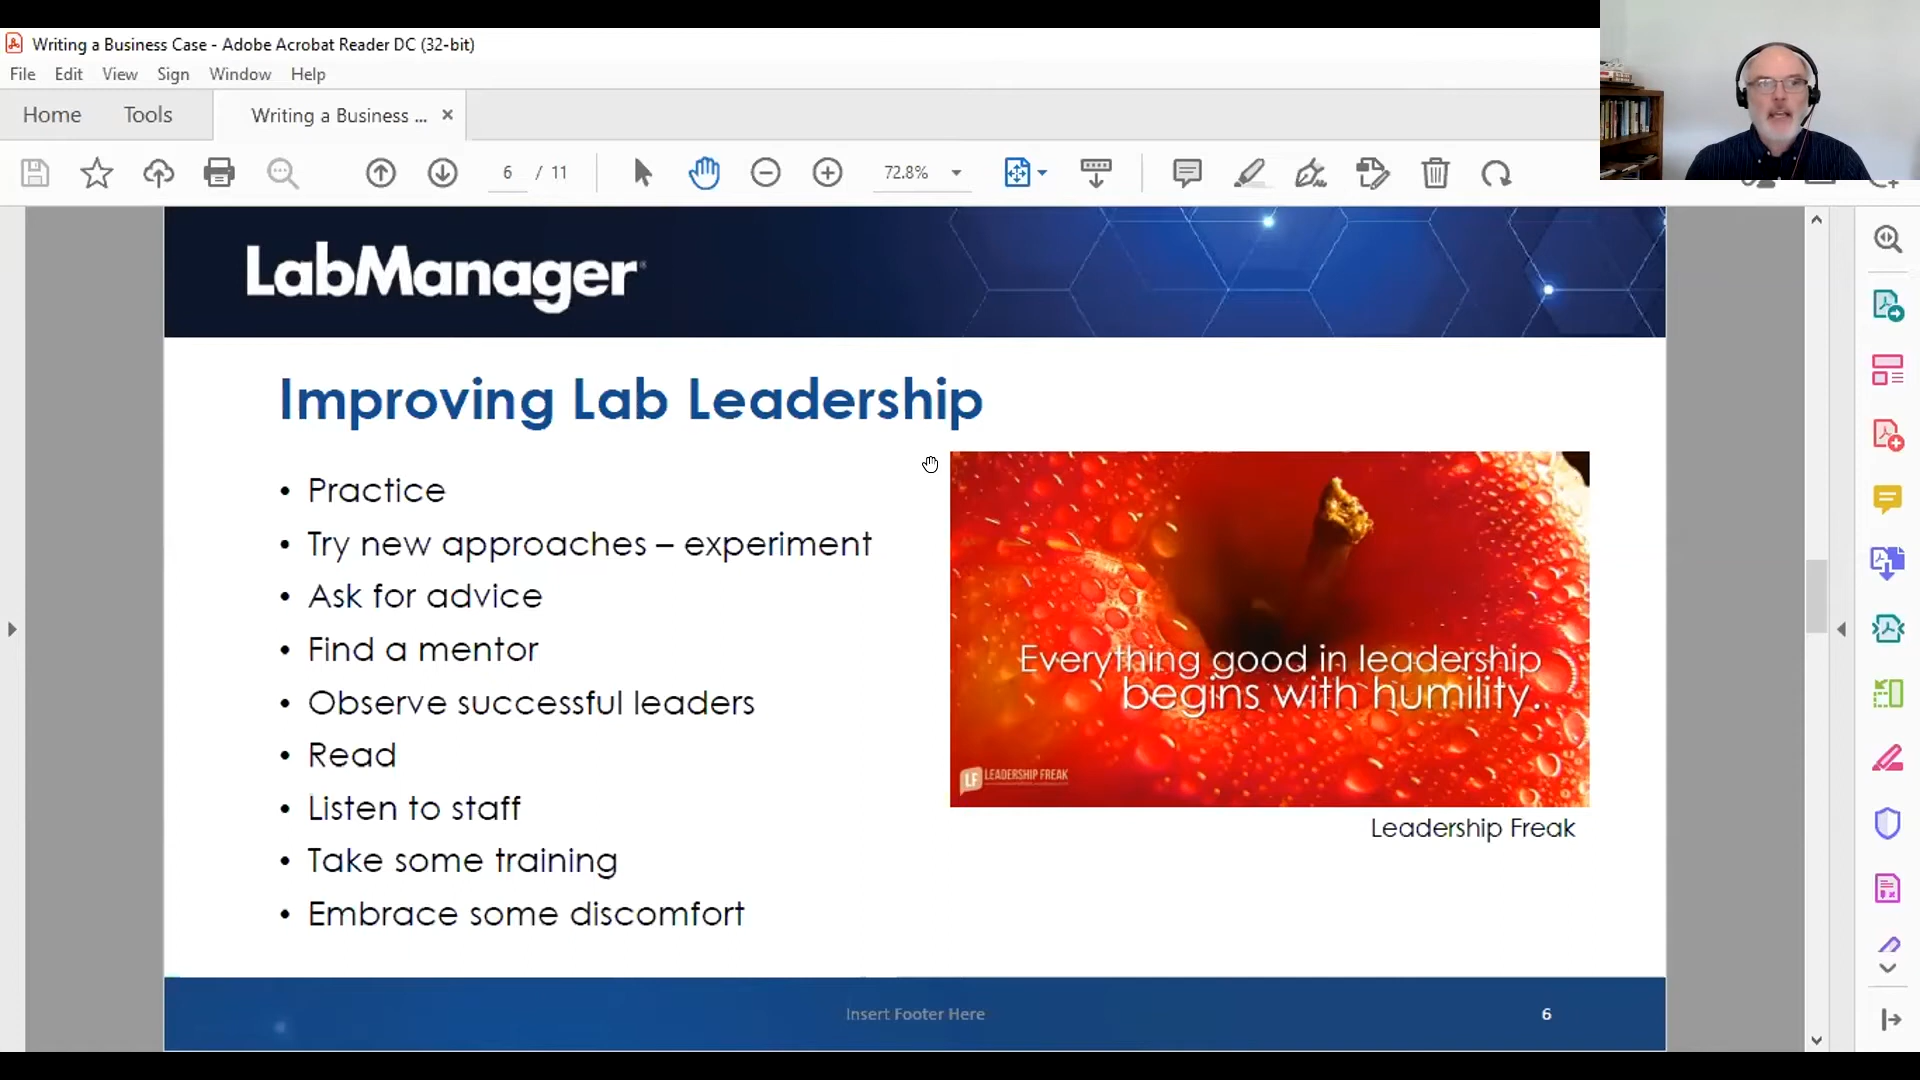 Writing a Business Case - Adobe Acrobat Reader DC (32-bit)
File Edit View Sign Window Help
Home Tools Writing a Business ... ×
6 / 11 72.8%
LabManager
Improving Lab Leadership
• Practice
• Try new approaches – experiment
• Ask for advice
• Find a mentor
• Observe successful leaders
• Read
• Listen to staff
• Take some training
• Embrace some discomfort
Everything good in leadership
begins with humility.
LF LEADERSHIP FREAK
Leadership Freak
Insert Footer Here
6